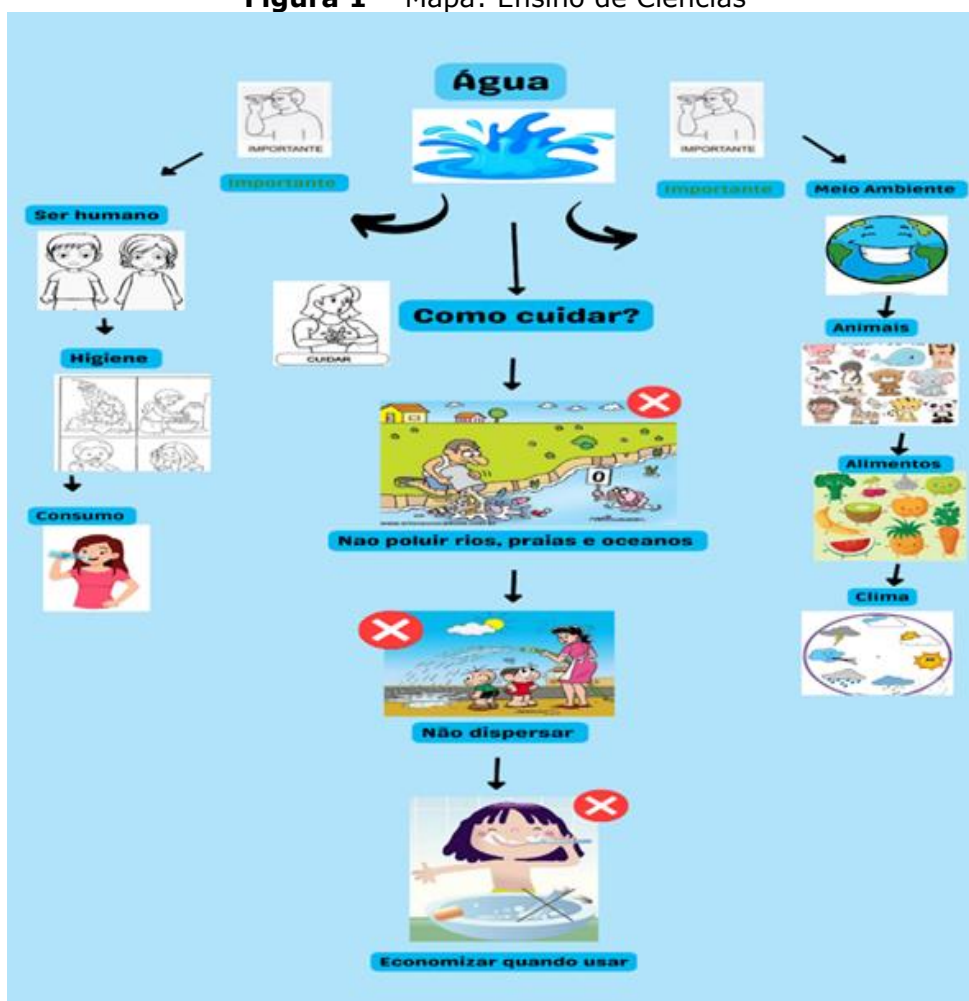 Figura 1 Mapa: Ensino de Ciências
Água
IMPORTANTE
Importante
IMPORTANTE
Importante
Ser humano
Higiene
Consumo
CUIDAR
Como cuidar?
0
Nao poluir rios, praias e oceanos
Não dispersar
Economizar quando usar
Meio Ambiente
Animais
Alimentos
Clima